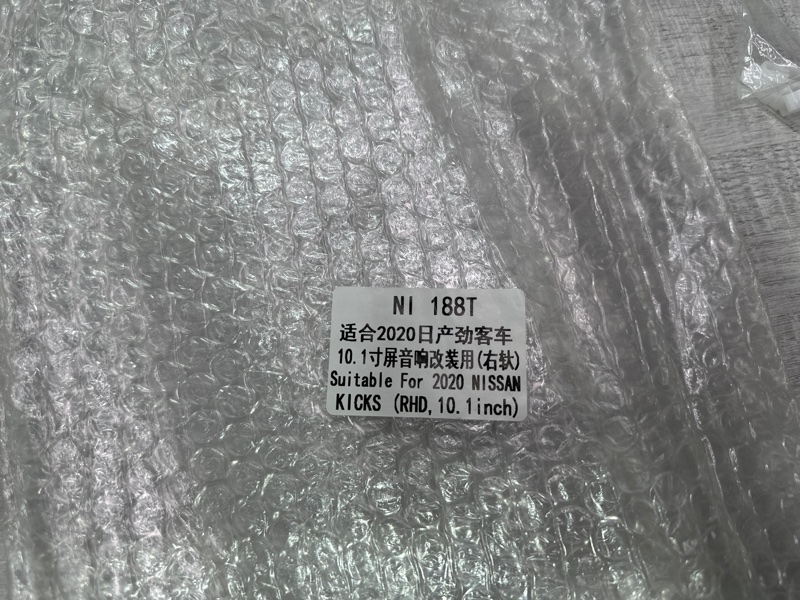 NI 188T
适合2020日产劲客车
10.1寸屏音响改装用(右钛)
Suitable For 2020 NISSAN
KICKS (RHD,10.1inch)